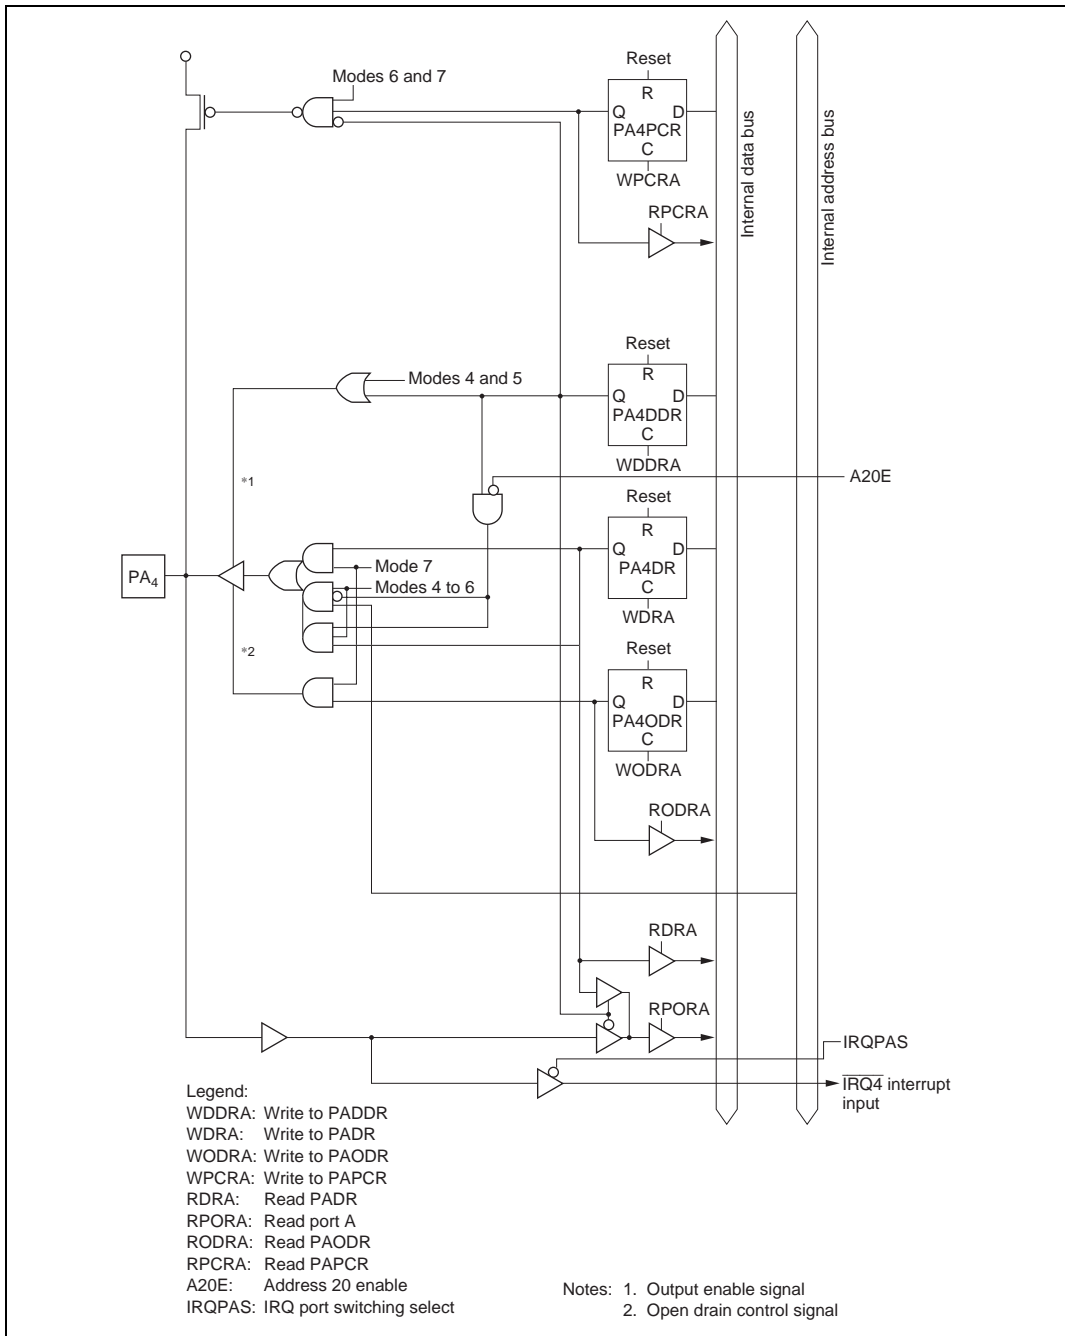 Reset
Modes 6 and 7
R
Q D
PA4PCR
C
WPCRA
RPCRA
Internal data bus
Internal address bus
Reset
R
Modes 4 and 5
Q D
PA4DDR
C
WDDRA
*1
A20E
Reset
R
Q D
PA4DR
C
WDRA
PA4
Mode 7
Modes 4 to 6
*2
Reset
R
Q D
PA4ODR
C
WODRA
RODRA
RDRA
RPORA
IRQPAS
IRQ4 interrupt
input
Legend:
WDDRA: Write to PADDR
WDRA: Write to PADR
WODRA: Write to PAODR
WPCRA: Write to PAPCR
RDRA: Read PADR
RPORA: Read port A
RODRA: Read PAODR
RPCRA: Read PAPCR
A20E: Address 20 enable
IRQPAS: IRQ port switching select
Notes: 1. Output enable signal
2. Open drain control signal